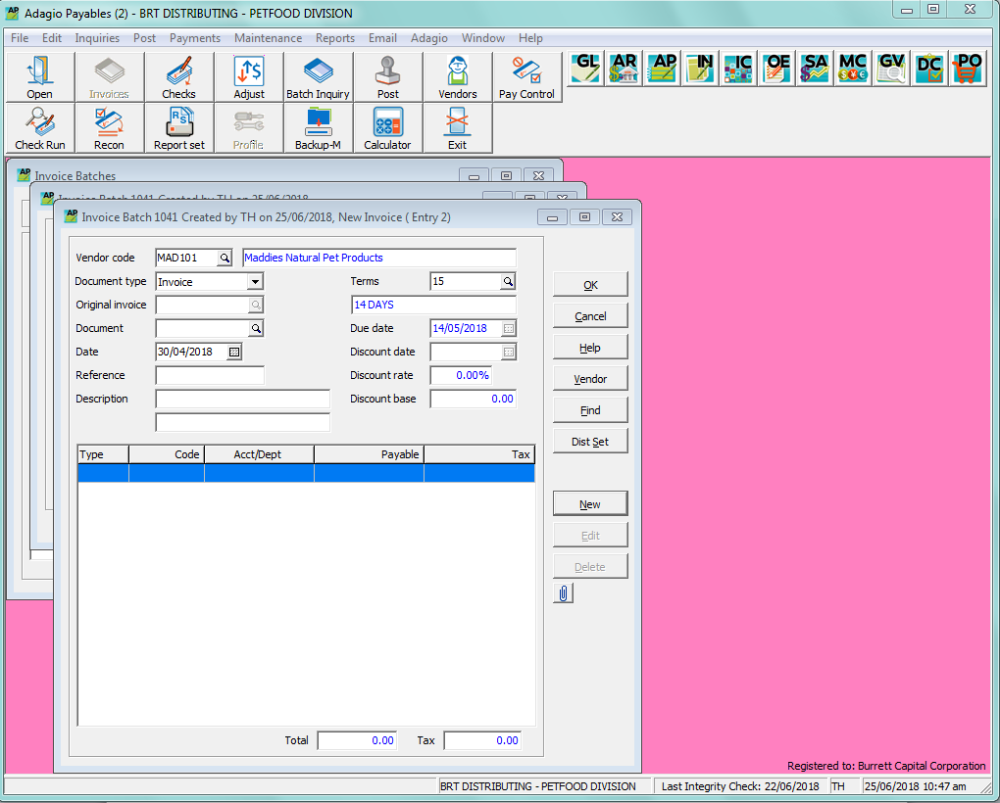 Adagio Payables (2) - BRT DISTRIBUTING - PETFOOD DIVISION
File Edit Inquiries Post Payments Maintenance Reports Email Adagio Window Help
Open Invoices Checks Adjust Batch Inquiry Post Vendors Pay Control
GL AR AP IN IC OE SA MC GV DC PO
Check Run Recon Report set Profile Backup-M Calculator Exit
Invoice Batches
Invoice Batch 1041 Created by TH on 25/06/2018
Invoice Batch 1041 Created by TH on 25/06/2018, New Invoice ( Entry 2)
Vendor code MAD101 Maddies Natural Pet Products
Document type Invoice Terms 15
Original invoice 14 DAYS
Document Due date 14/05/2018
Date 30/04/2018 Discount date
Reference Discount rate 0.00%
Description Discount base 0.00
OK
Cancel
Help
Vendor
Find
Dist Set
Type Code Acct/Dept Payable Tax
New
Edit
Delete
Total 0.00 Tax 0.00
Registered to: Burrett Capital Corporation
BRT DISTRIBUTING - PETFOOD DIVISION Last Integrity Check: 22/06/2018 TH 25/06/2018 10:47 am